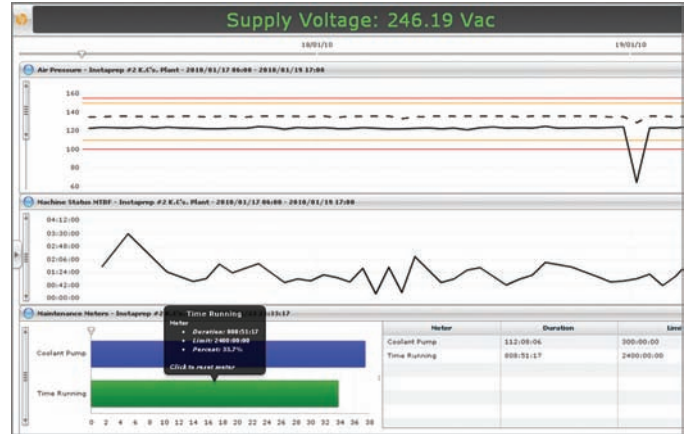 Supply Voltage: 246.19 Vac
18/01/10 19/01/10
Air Pressure - Instaprep #2 K.C's. Plant - 2010/01/17 06:00 - 2010/01/19 17:00
160
140
120
100
80
60
Machine Status MTBF - Instaprep #2 K.C's. Plant - 2010/01/17 06:00 - 2010/01/19 17:00
04:12:00
03:30:00
02:48:00
02:06:00
01:24:00
00:42:00
00:00:00
Maintenance Meters - Instaprep
Time Running
Meter
Duration: 808:51:17
Limit: 2400:00:00
Percent: 33.7%
Click to reset meter
Coolant Pump
Time Running
0 2 4 6 8 10 12 14 16 18 20 22 24 26 28 30 32 34 36 38
Meter Duration Limi
Coolant Pump 112:08:06 300:00:00
Time Running 808:51:17 2400:00:00